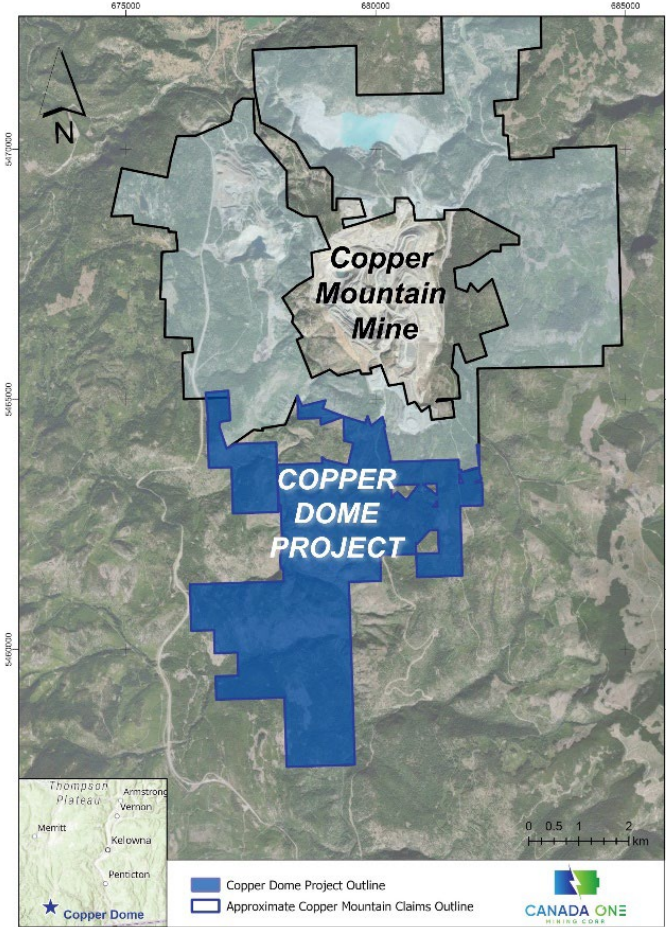 675000
680000
685000
N
5470000
5465000
5460000
Copper
Mountain
Mine
COPPER
DOME
PROJECT
Thompson
Plateau
Armstrong
Vernon
Merritt
Kelowna
Penticton
Copper Dome
0 0.5 1 2
km
Copper Dome Project Outline
Approximate Copper Mountain Claims Outline
CANADA ONE
MINING CORP